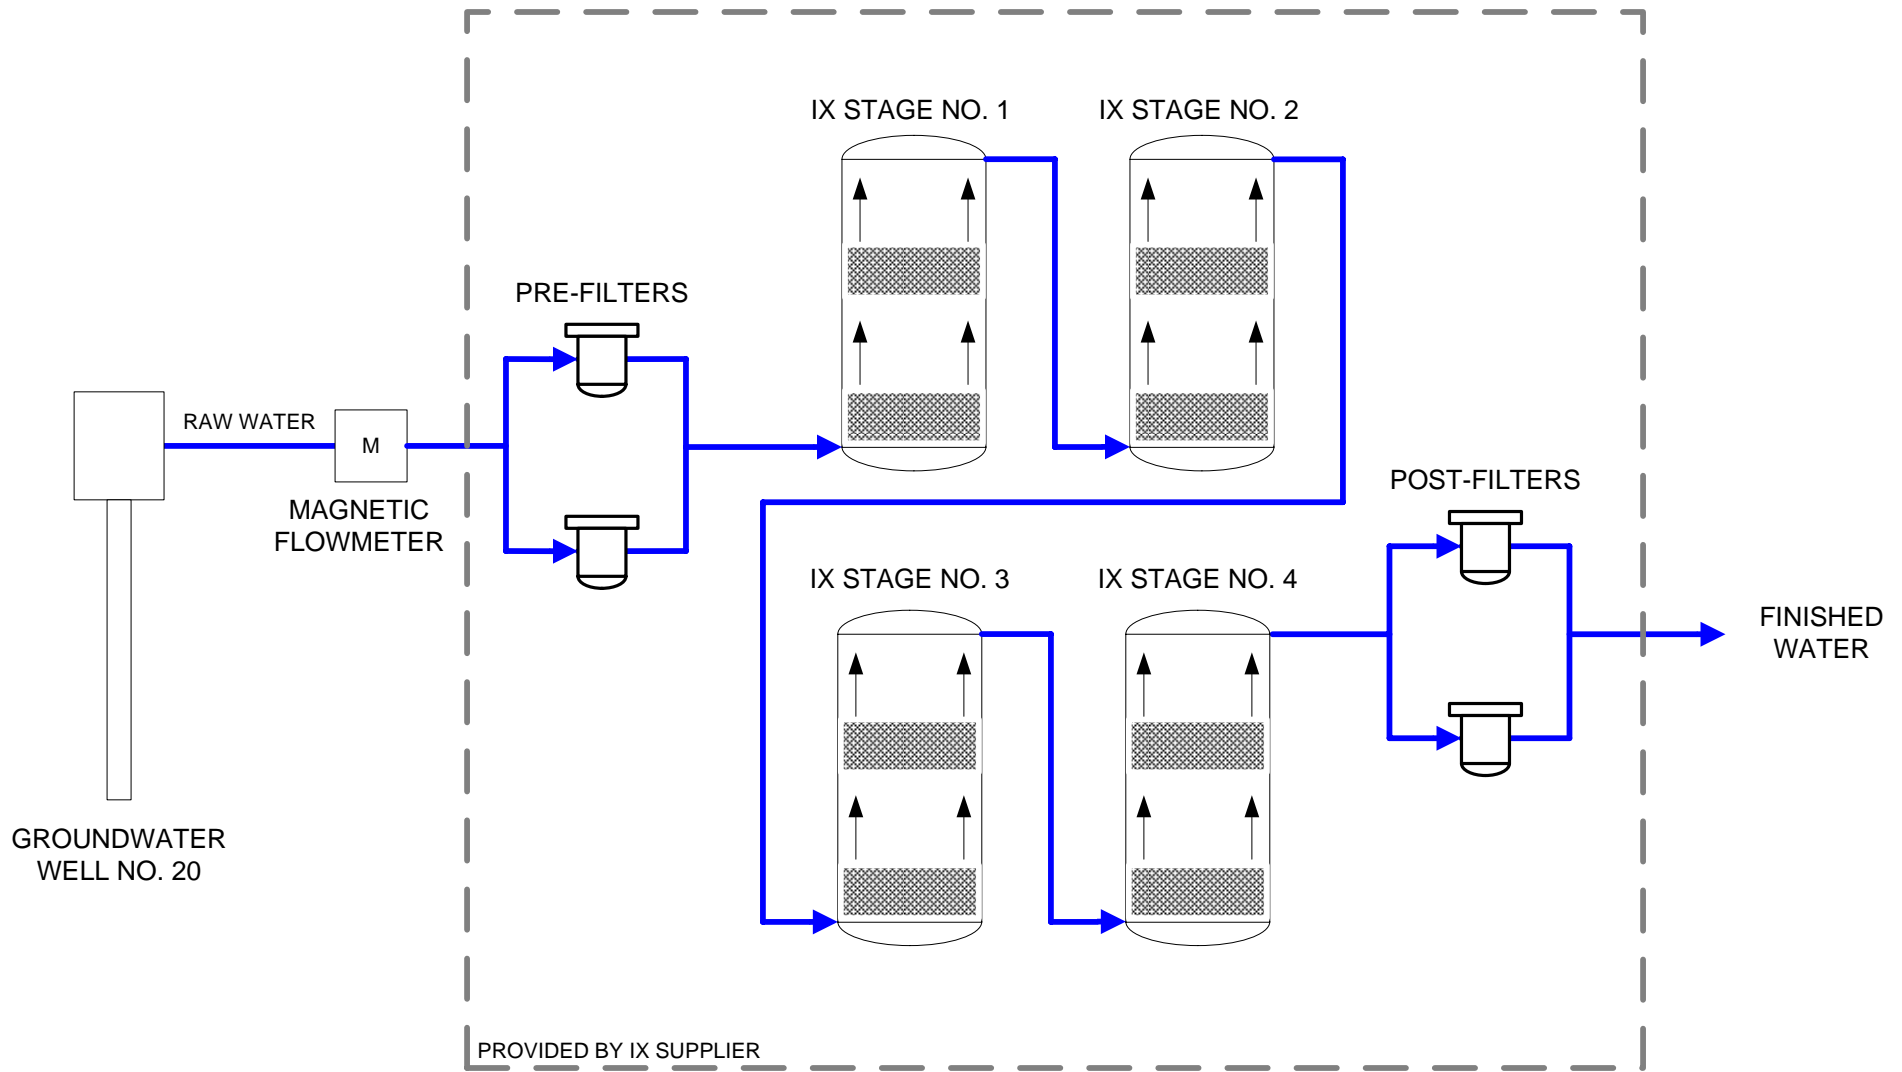 IX STAGE NO. 1
IX STAGE NO. 2
PRE-FILTERS
RAW WATER
M
MAGNETIC
FLOWMETER
POST-FILTERS
IX STAGE NO. 3
IX STAGE NO. 4
FINISHED
WATER
GROUNDWATER
WELL NO. 20
PROVIDED BY IX SUPPLIER